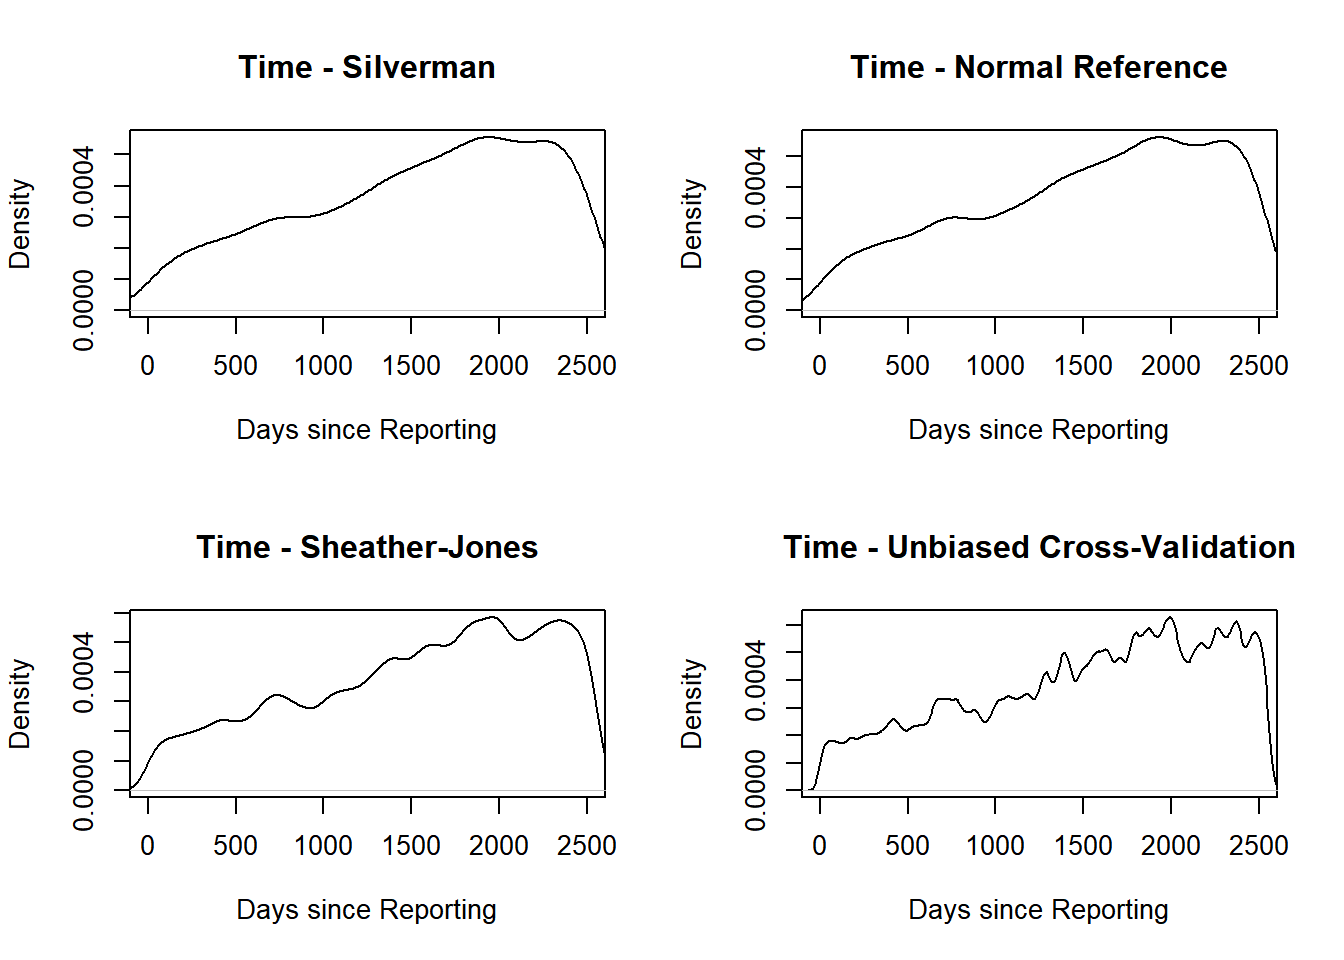 Time - Silverman
Density
0.0004
0.0000
0 500 1000 1500 2000 2500
Days since Reporting
Time - Normal Reference
Density
0.0004
0.0000
0 500 1000 1500 2000 2500
Days since Reporting
Time - Sheather-Jones
Density
0.0004
0.0000
0 500 1000 1500 2000 2500
Days since Reporting
Time - Unbiased Cross-Validation
Density
0.0004
0.0000
0 500 1000 1500 2000 2500
Days since Reporting